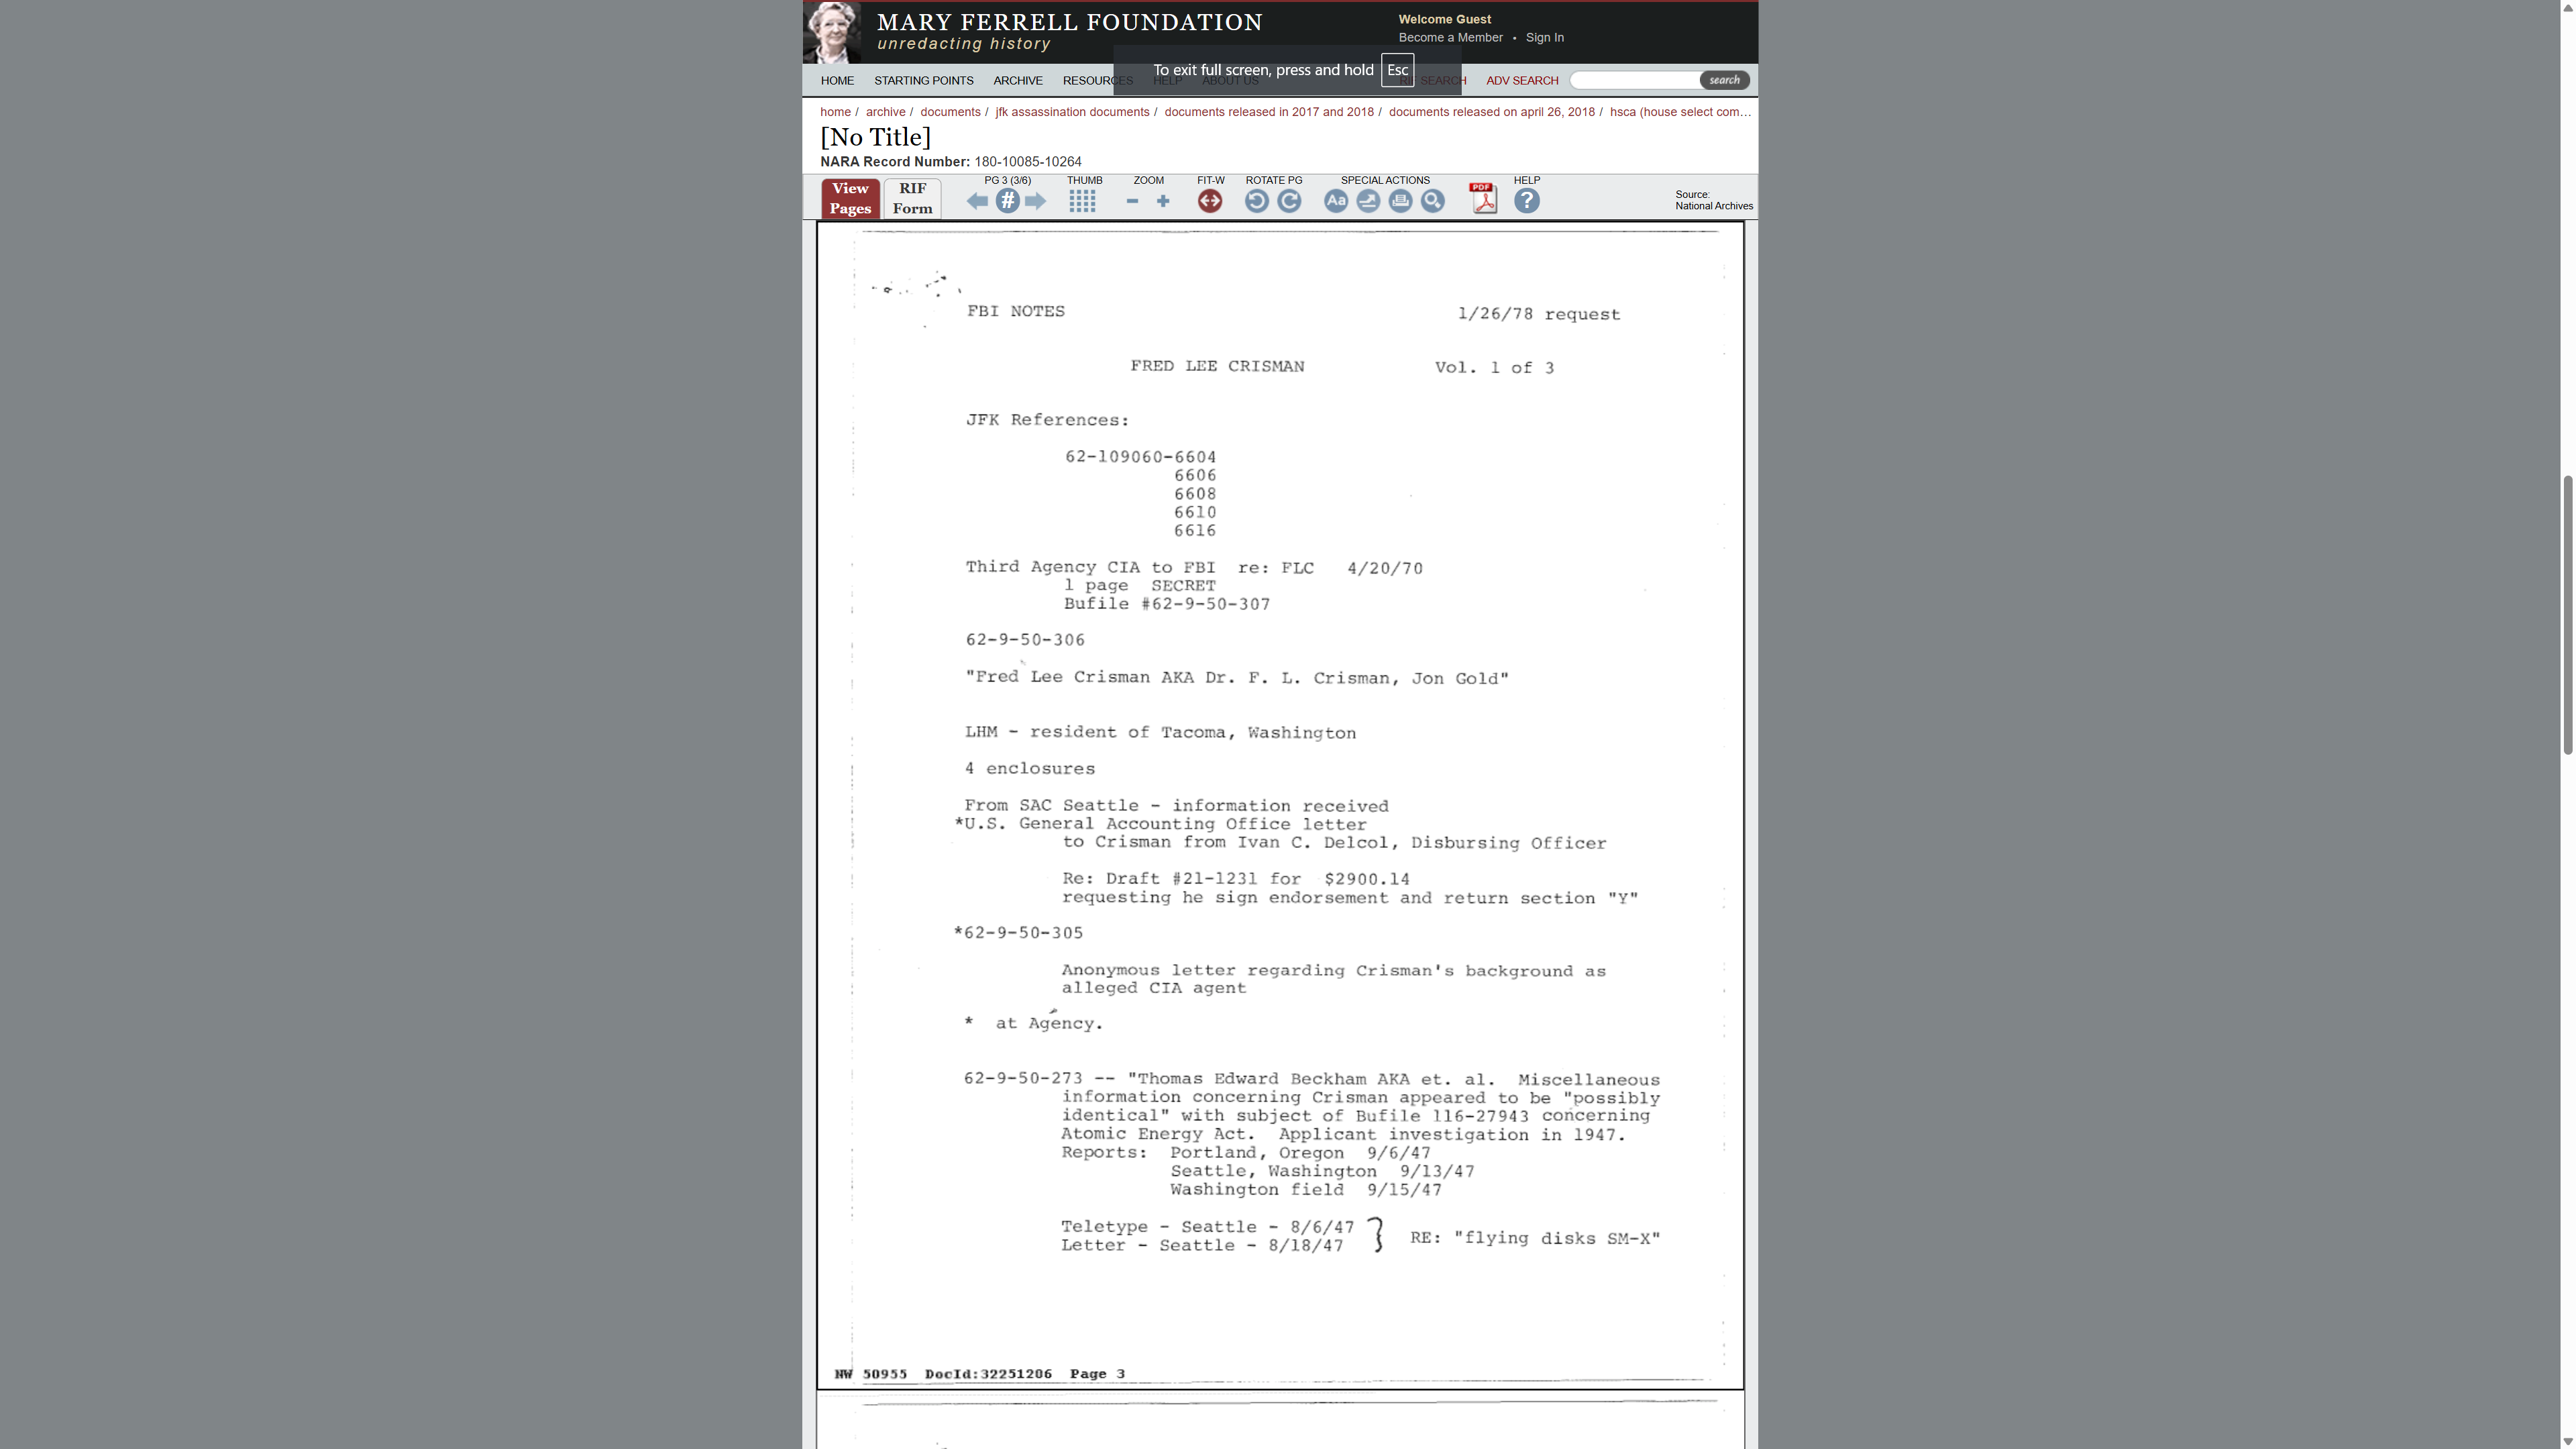 MARY FERRELL FOUNDATION
unredacting history
Welcome Guest
Become a Member • Sign In
To exit full screen, press and hold Esc
HOME STARTING POINTS ARCHIVE RESOURCES HELP ABOUT US RIF SEARCH ADV SEARCH search
home / archive / documents / jfk assassination documents / documents released in 2017 and 2018 / documents released on april 26, 2018 / hsca (house select com...
[No Title]
NARA Record Number: 180-10085-10264
View Pages
RIF Form
PG 3 (3/6) THUMB ZOOM FIT-W ROTATE PG SPECIAL ACTIONS HELP
# Aa PDF ?
Source:
National Archives
FBI NOTES 1/26/78 request
FRED LEE CRISMAN Vol. 1 of 3
JFK References:
62-109060-6604
6606
6608
6610
6616
Third Agency CIA to FBI re: FLC 4/20/70
1 page SECRET
Bufile #62-9-50-307
62-9-50-306
"Fred Lee Crisman AKA Dr. F. L. Crisman, Jon Gold"
LHM - resident of Tacoma, Washington
4 enclosures
From SAC Seattle - information received
*U.S. General Accounting Office letter
to Crisman from Ivan C. Delcol, Disbursing Officer
Re: Draft #21-1231 for $2900.14
requesting he sign endorsement and return section "Y"
*62-9-50-305
Anonymous letter regarding Crisman's background as
alleged CIA agent
* at Agency.
62-9-50-273 -- "Thomas Edward Beckham AKA et. al. Miscellaneous
information concerning Crisman appeared to be "possibly
identical" with subject of Bufile 116-27943 concerning
Atomic Energy Act. Applicant investigation in 1947.
Reports: Portland, Oregon 9/6/47
Seattle, Washington 9/13/47
Washington field 9/15/47
Teletype - Seattle - 8/6/47
Letter - Seattle - 8/18/47 } RE: "flying disks SM-X"
NW 50955 DocId:32251206 Page 3